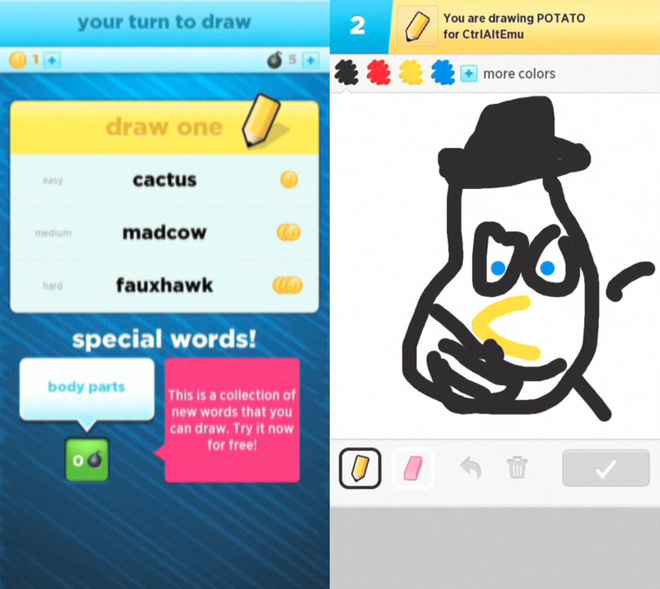 your turn to draw
1
5
draw one
easy cactus
medium madcow
hard fauxhawk
special words!
body parts
This is a collection of
new words that you
can draw. Try it now
for free!
0
2
You are drawing POTATO
for CtrlAltEmu
more colors